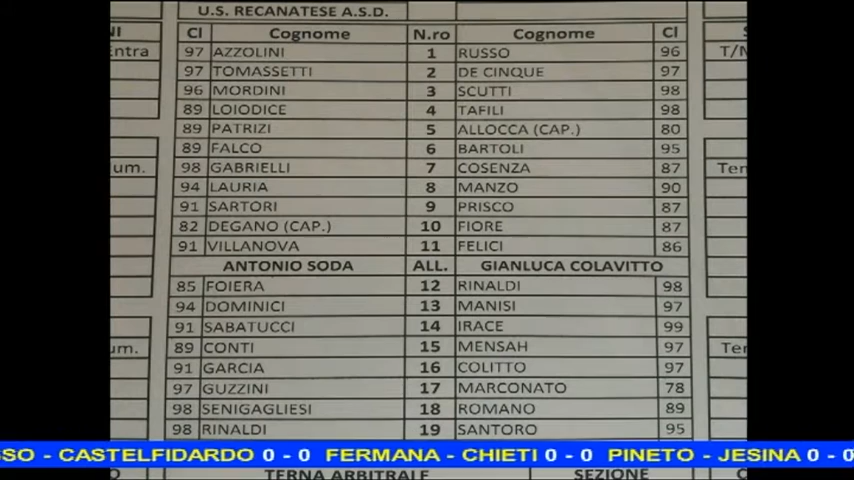 U.S. RECANATESE A.S.D.
Cl Cognome N.ro Cognome Cl
Entra 97 AZZOLINI 1 RUSSO 96 T/
97 TOMASSETTI 2 DE CINQUE 97
96 MORDINI 3 SCUTTI 98
89 LOIODICE 4 TAFILI 98
89 PATRIZI 5 ALLOCCA (CAP.) 80
89 FALCO 6 BARTOLI 95
um. 98 GABRIELLI 7 COSENZA 87 Ten
94 LAURIA 8 MANZO 90
91 SARTORI 9 PRISCO 87
82 DEGANO (CAP.) 10 FIORE 87
91 VILLANOVA 11 FELICI 86
ANTONIO SODA ALL. GIANLUCA COLAVITTO
85 FOIERA 12 RINALDI 98
94 DOMINICI 13 MANISI 97
91 SABATUCCI 14 IRACE 99
um. 89 CONTI 15 MENSAH 97 Ter
91 GARCIA 16 COLITTO 97
97 GUZZINI 17 MARCONATO 78
98 SENIGAGLIESI 18 ROMANO 89
98 RINALDI 19 SANTORO 95
SSO - CASTELFIDARDO 0 - 0 FERMANA - CHIETI 0 - 0 PINETO - JESINA 0 - 0
TERNA ARBITRALE SEZIONE